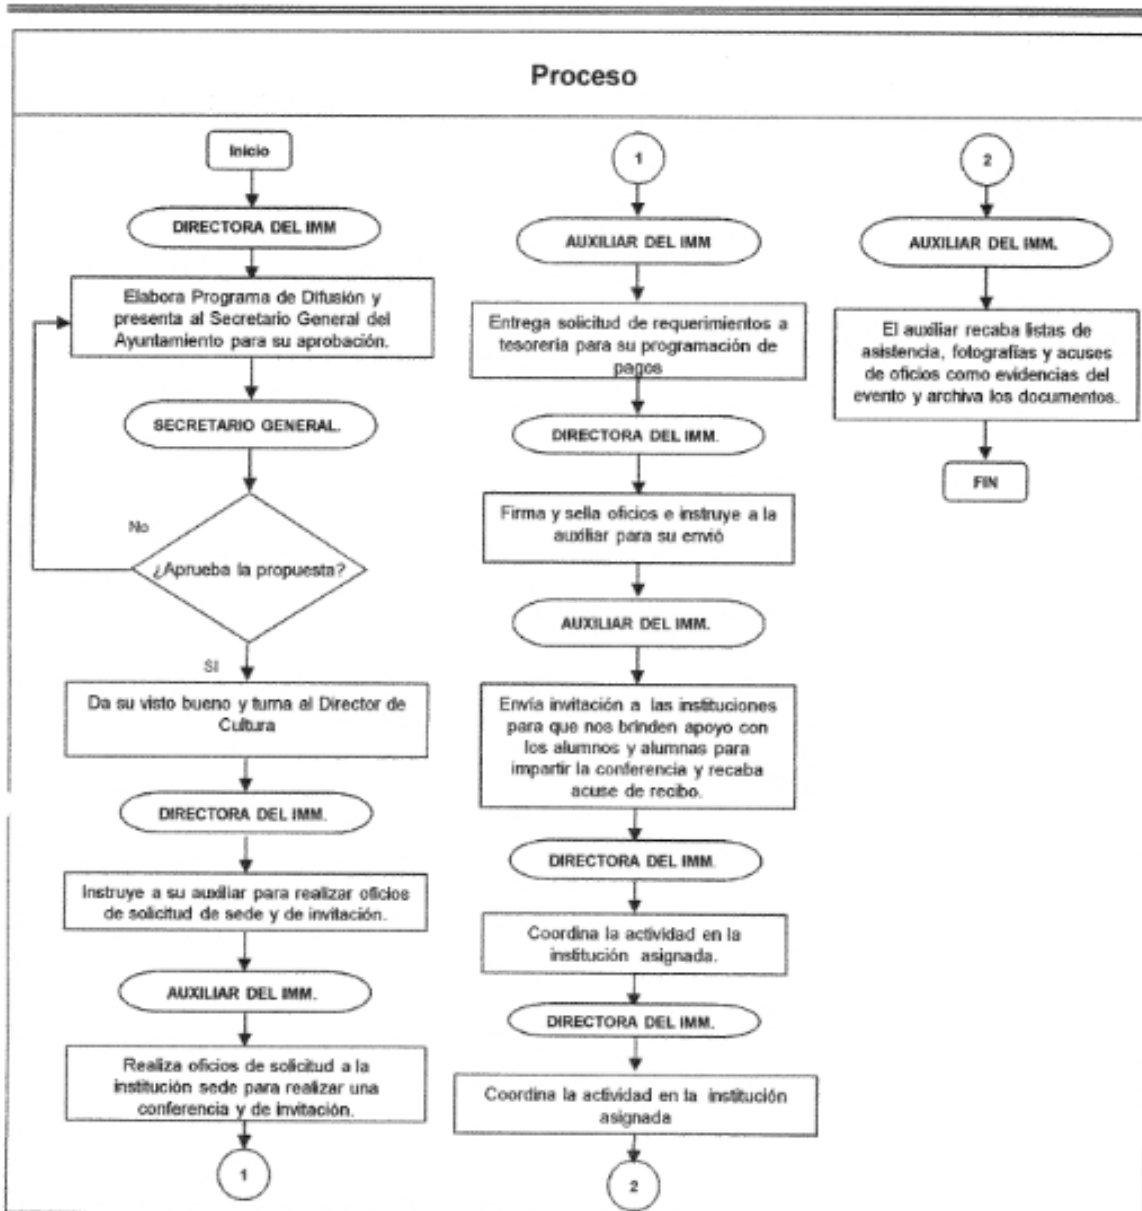 Proceso
Inicio
DIRECTORA DEL IMM
Elabora Programa de Difusión y
presenta al Secretario General del
Ayuntamiento para su aprobación.
SECRETARIO GENERAL.
No
¿Aprueba la propuesta?
SI
Da su visto bueno y turna al Director de
Cultura
DIRECTORA DEL IMM.
Instruye a su auxiliar para realizar oficios
de solicitud de sede y de invitación.
AUXILIAR DEL IMM.
Realiza oficios de solicitud a la
institución sede para realizar una
conferencia y de invitación.
1
1
AUXILIAR DEL IMM
Entrega solicitud de requerimientos a
tesorería para su programación de
pagos
DIRECTORA DEL IMM.
Firma y sella oficios e instruye a la
auxiliar para su envió
AUXILIAR DEL IMM.
Envía invitación a las instituciones
para que nos brinden apoyo con
los alumnos y alumnas para
impartir la conferencia y recaba
acuse de recibo.
DIRECTORA DEL IMM.
Coordina la actividad en la
institución asignada.
DIRECTORA DEL IMM.
Coordina la actividad en la institución
asignada
2
2
AUXILIAR DEL IMM.
El auxiliar recaba listas de
asistencia, fotografías y acuses
de oficios como evidencias del
evento y archiva los documentos.
FIN